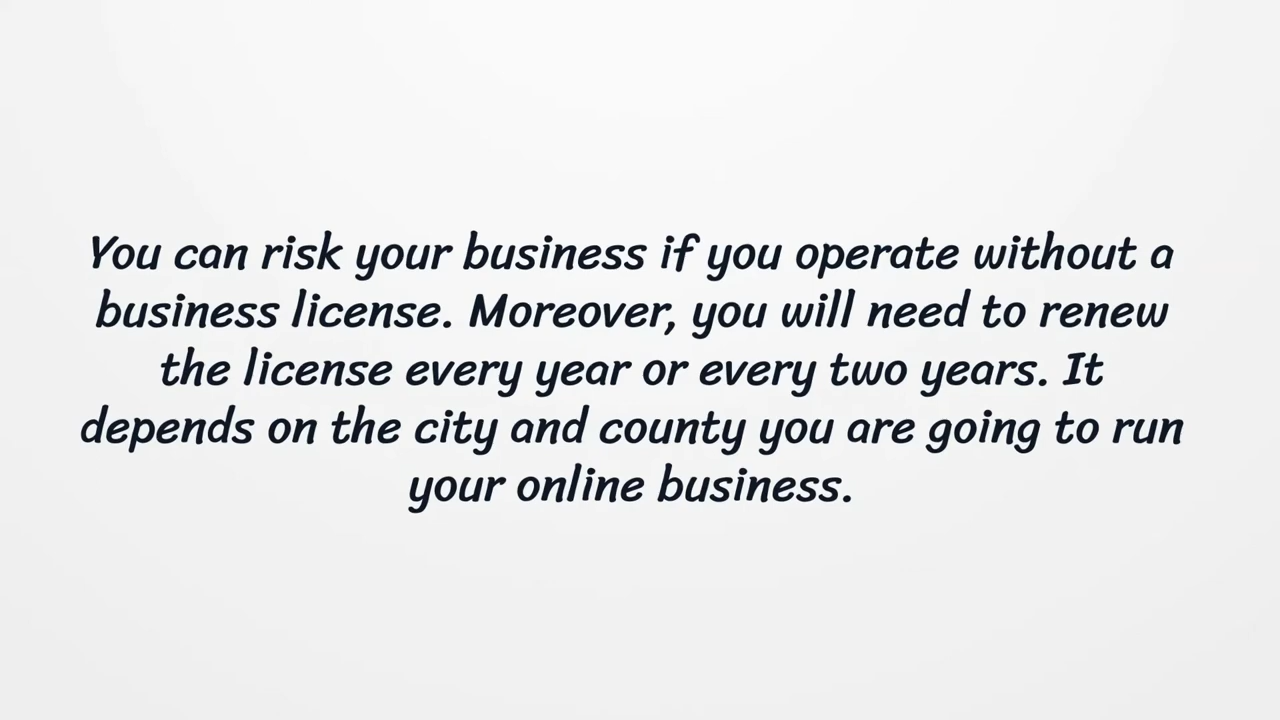 You can risk your business if you operate without a
business license. Moreover, you will need to renew
the license every year or every two years. It
depends on the city and county you are going to run
your online business.